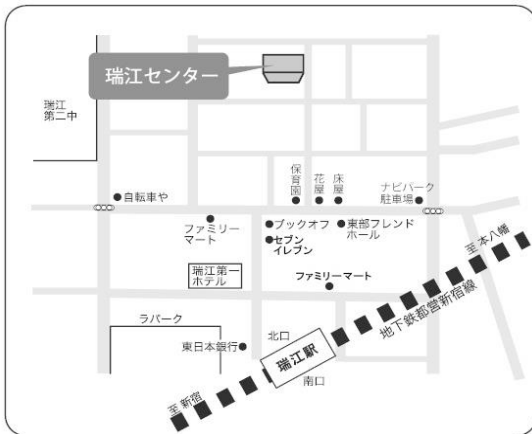 瑞江センター
瑞江
第二中
保育園
花屋
床屋
ナビパーク
駐車場
自転車や
ファミリー
マート
ブックオフ
セブン
イレブン
東部フレンド
ホール
至本八幡
瑞江第一
ホテル
ファミリーマート
地下鉄都営新宿線
ラパーク
東日本銀行
北口
瑞江駅
南口
至新宿